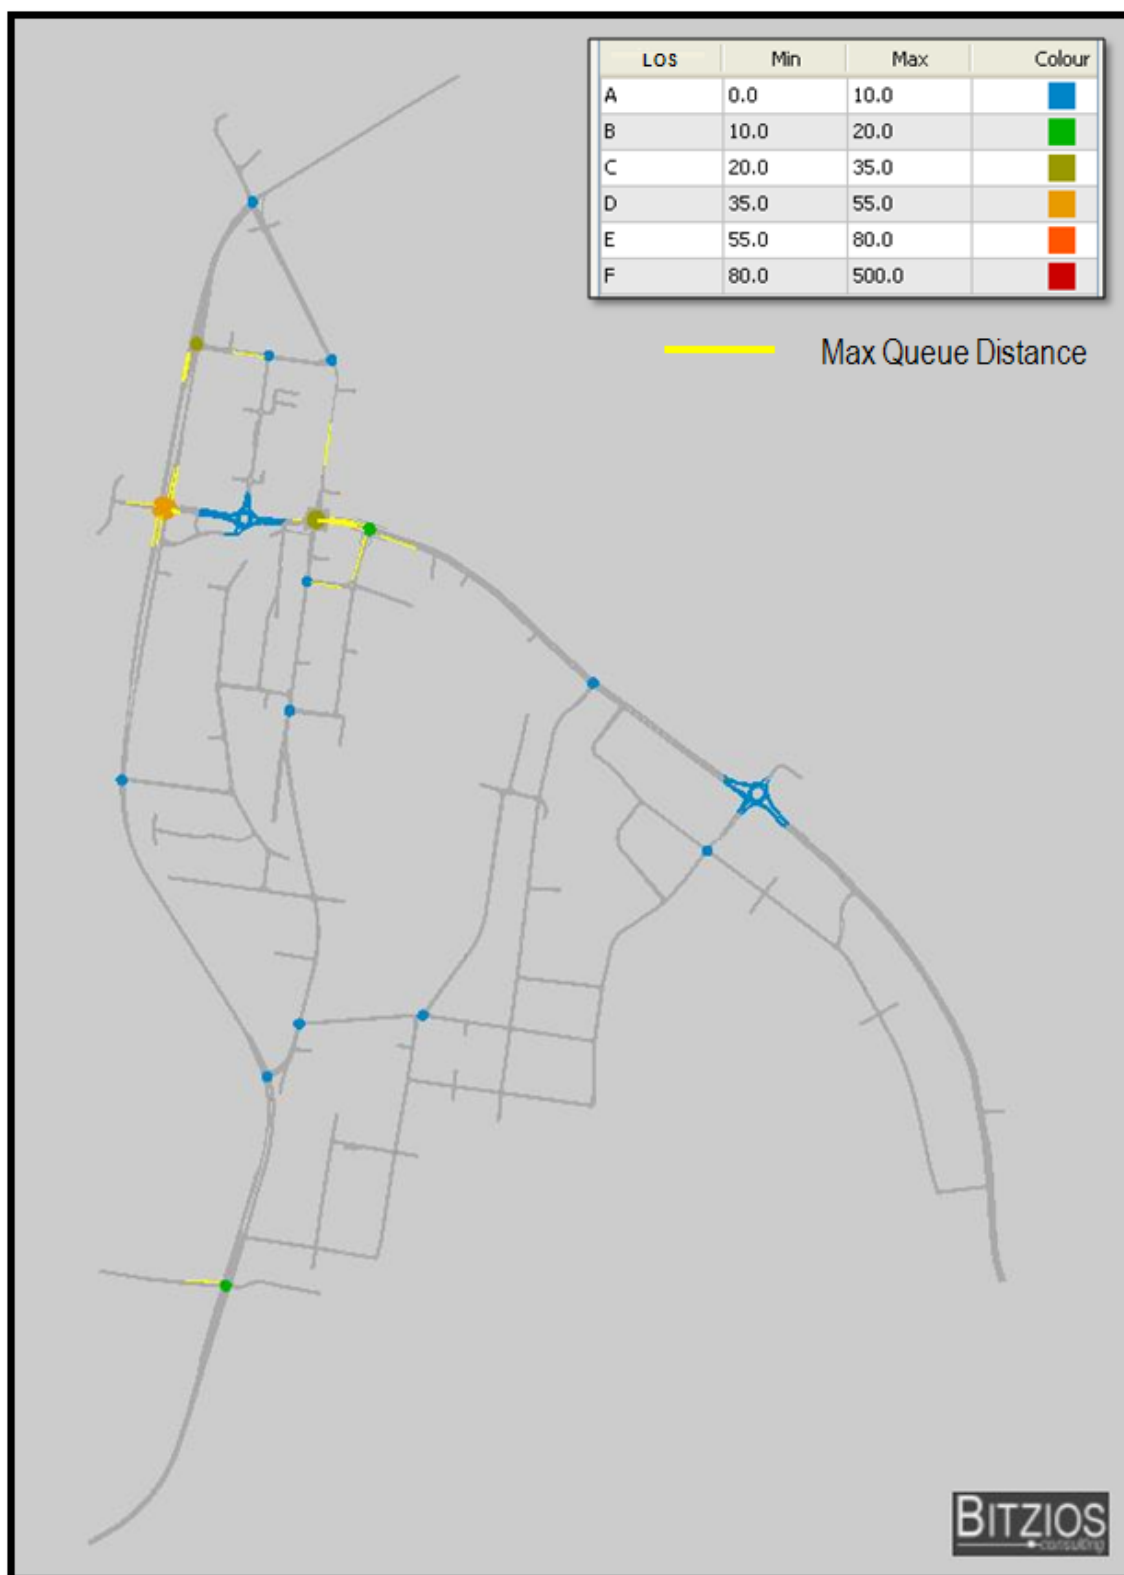 LOS Min Max Colour
A 0.0 10.0
B 10.0 20.0
C 20.0 35.0
D 35.0 55.0
E 55.0 80.0
F 80.0 500.0
Max Queue Distance
BITZIOS
consulting